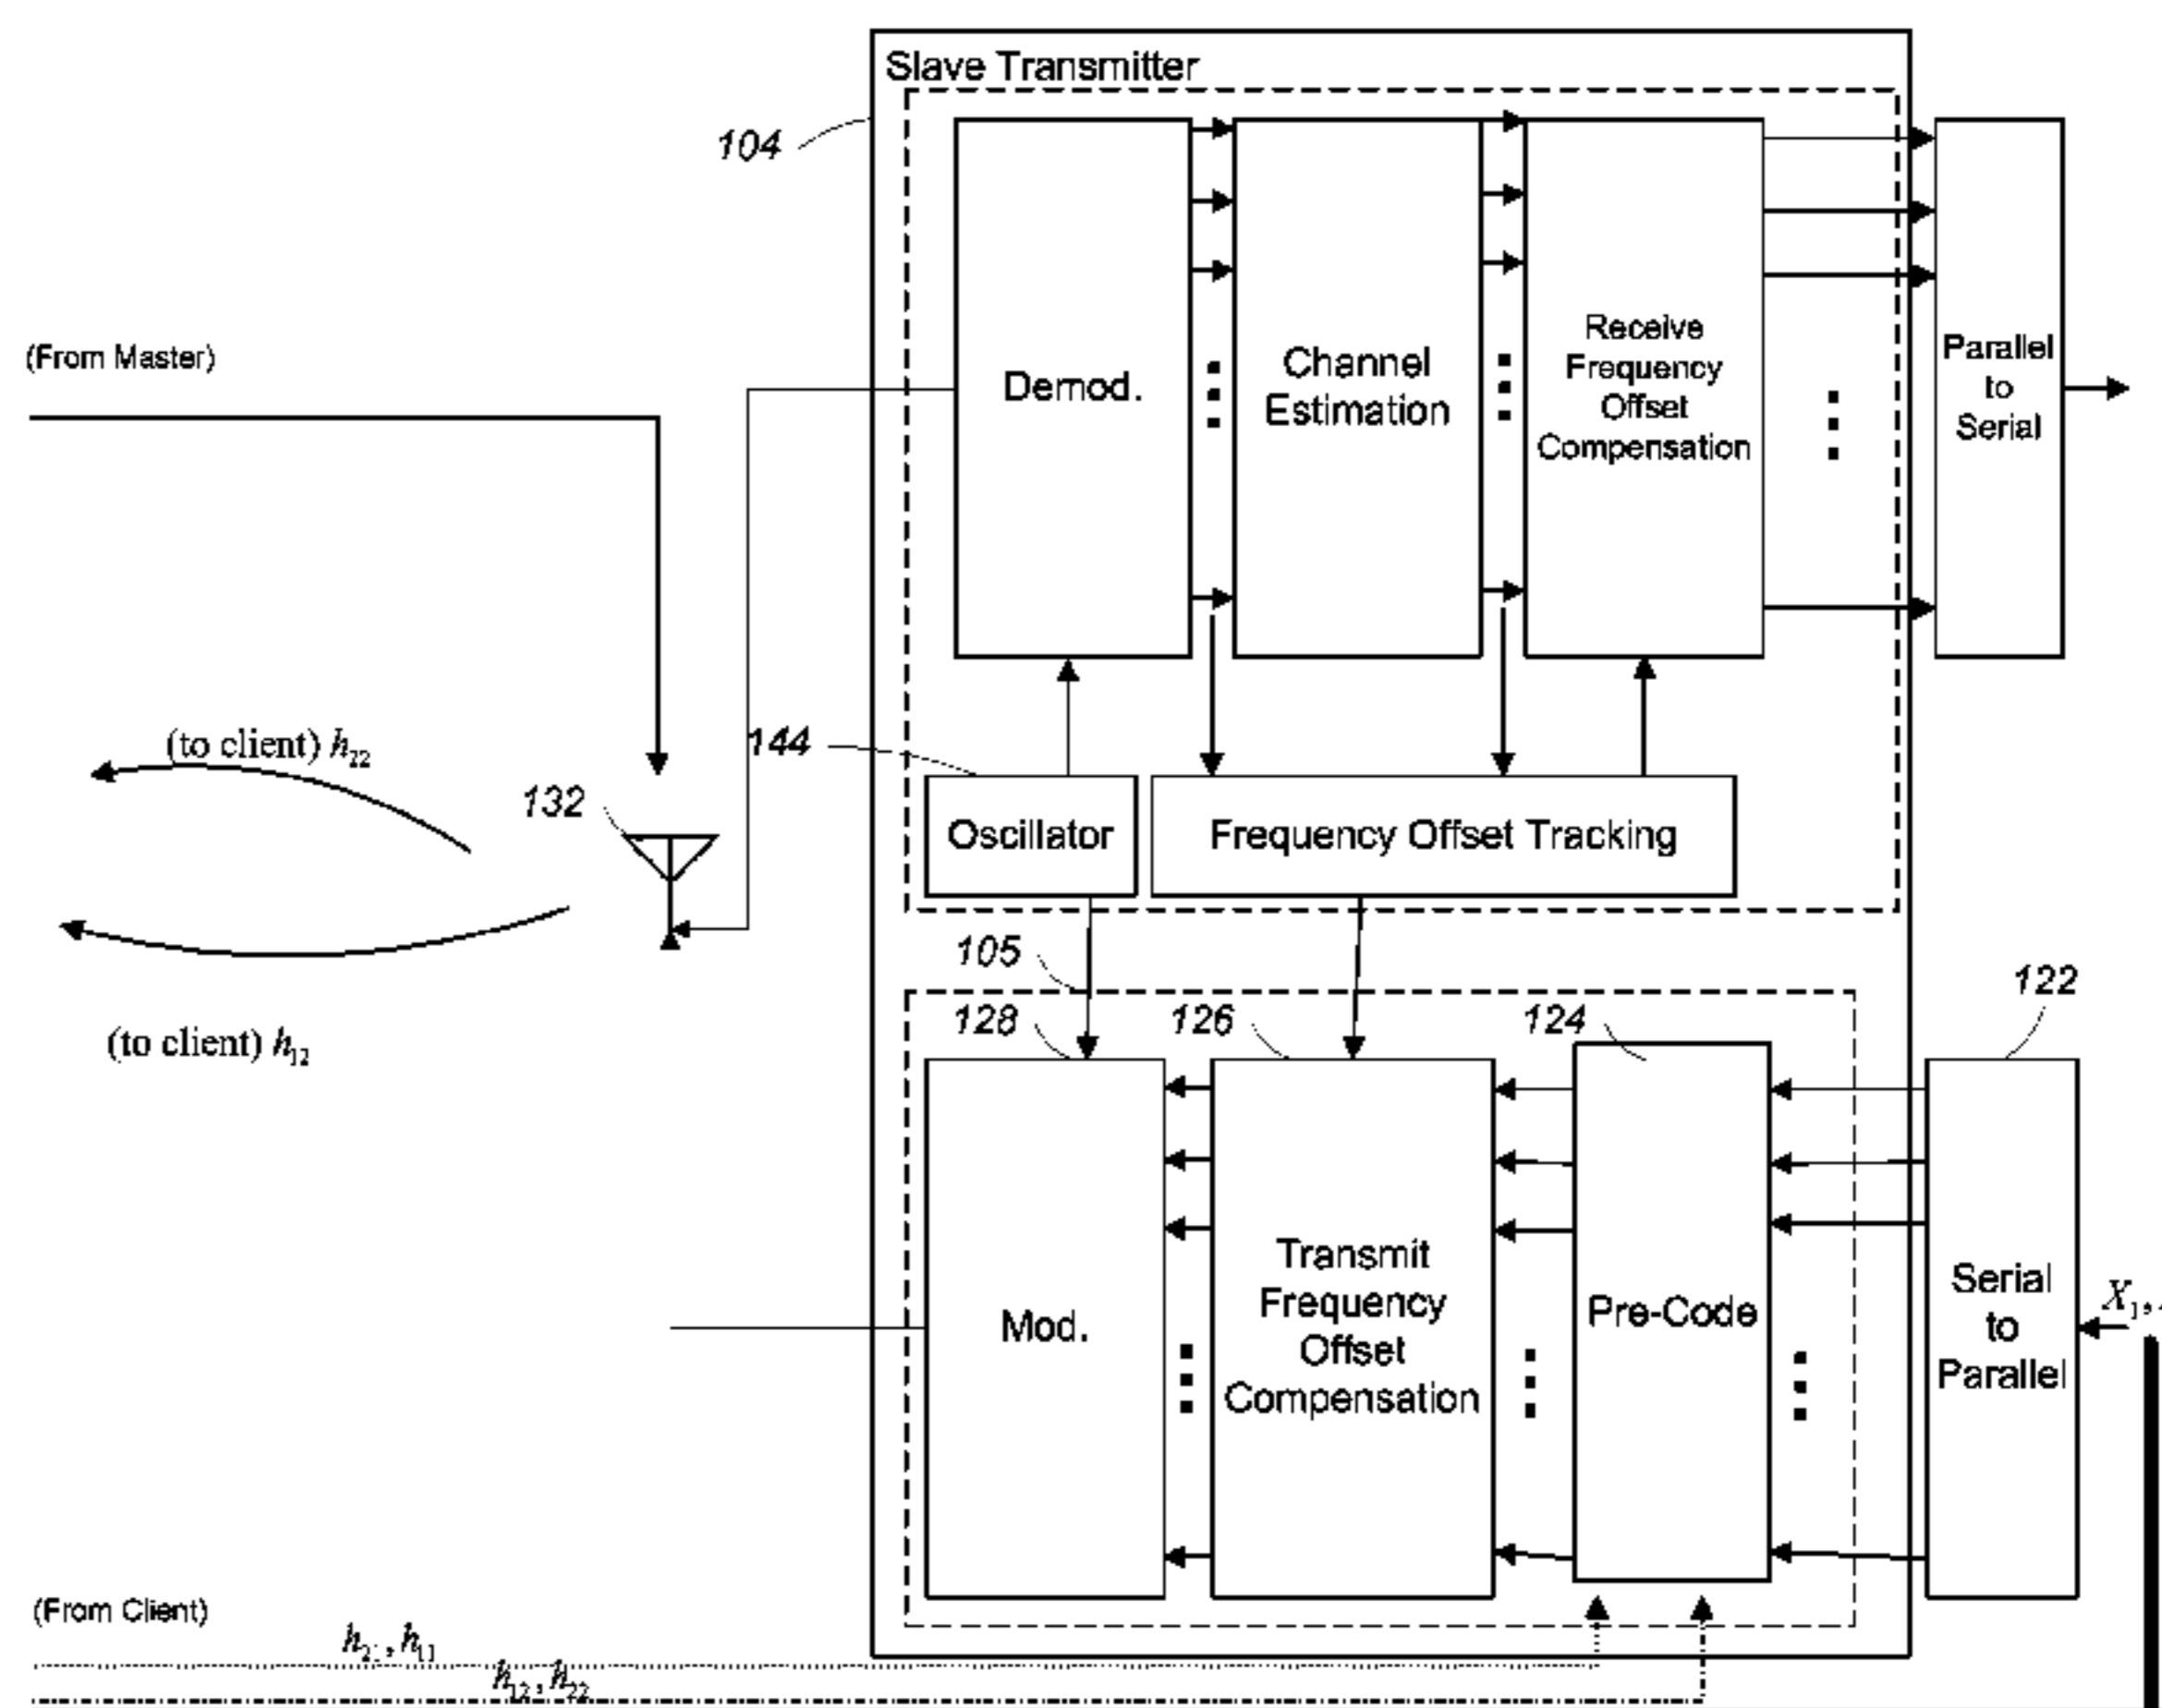 Slave Transmitter
104
Demod.
Channel
Estimation
Receive
Frequency
Offset
Compensation
Parallel
to
Serial
(From Master)
(to client) h22
144
132
Oscillator
Frequency Offset Tracking
105
(to client) h12
128
126
124
122
Mod.
Transmit
Frequency
Offset
Compensation
Pre-Code
Serial
to
Parallel
X1,
(From Client)
h21, h11
h12, h22